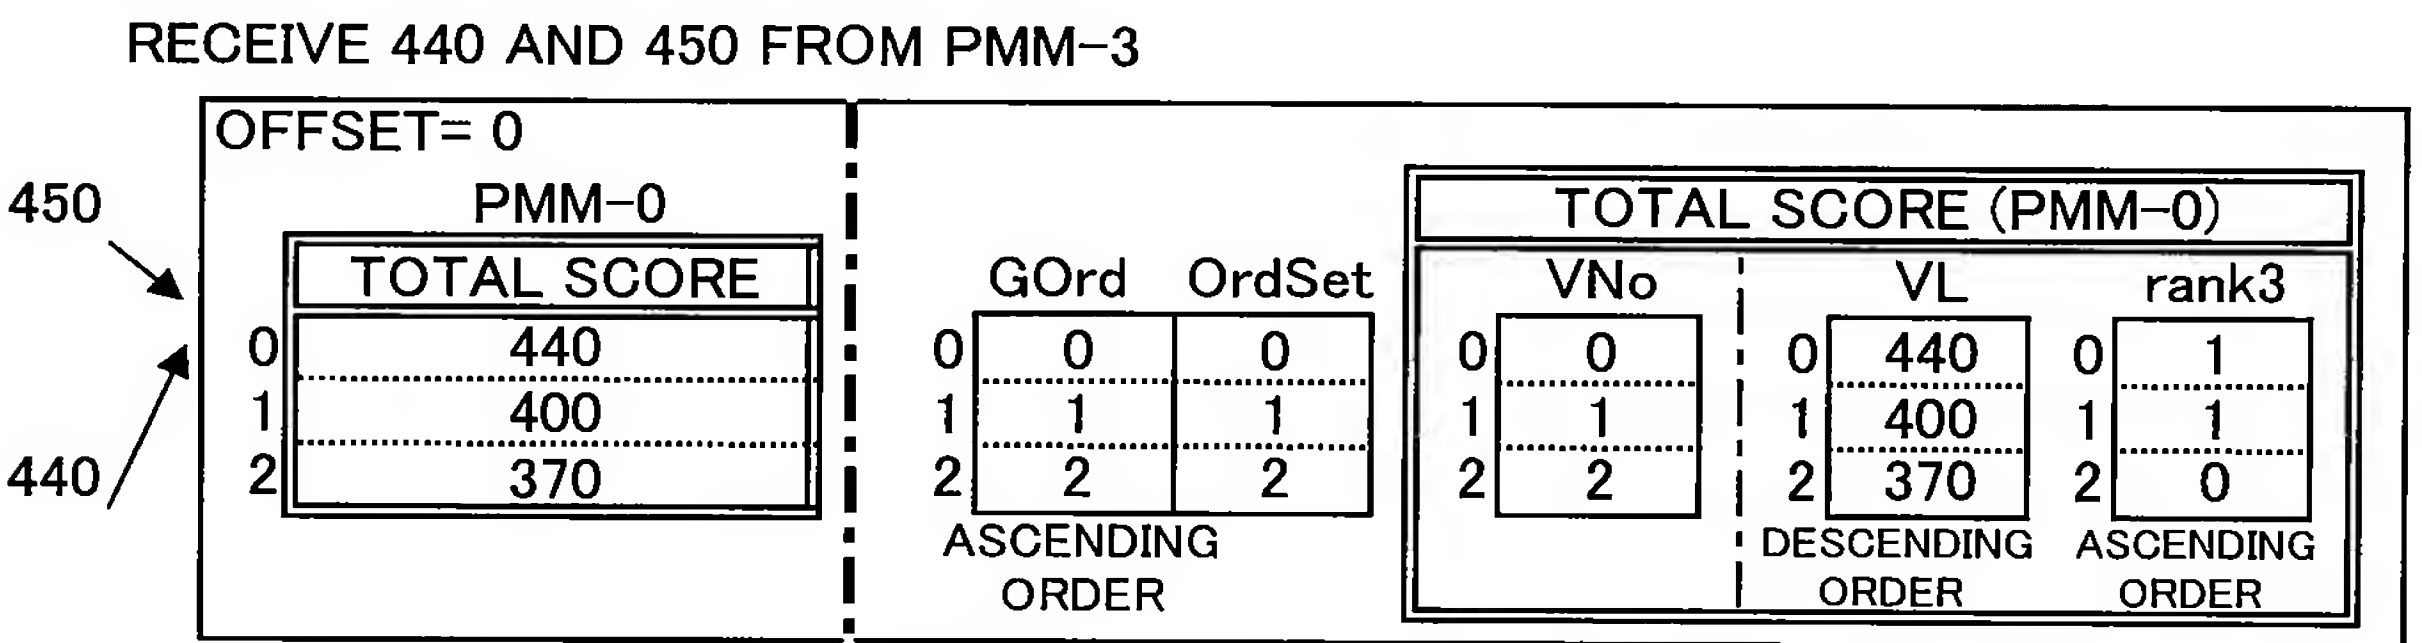 RECEIVE 440 AND 450 FROM PMM-3
OFFSET= 0
450
PMM-0
TOTAL SCORE (PMM-0)
TOTAL SCORE
GOrd OrdSet VNo VL rank3
0 440 0 0 0 0 0 0 440 0 1
1 400 1 1 1 1 1 1 400 1 1
440 2 370 2 2 2 2 2 2 370 2 0
ASCENDING DESCENDING ASCENDING
ORDER ORDER ORDER